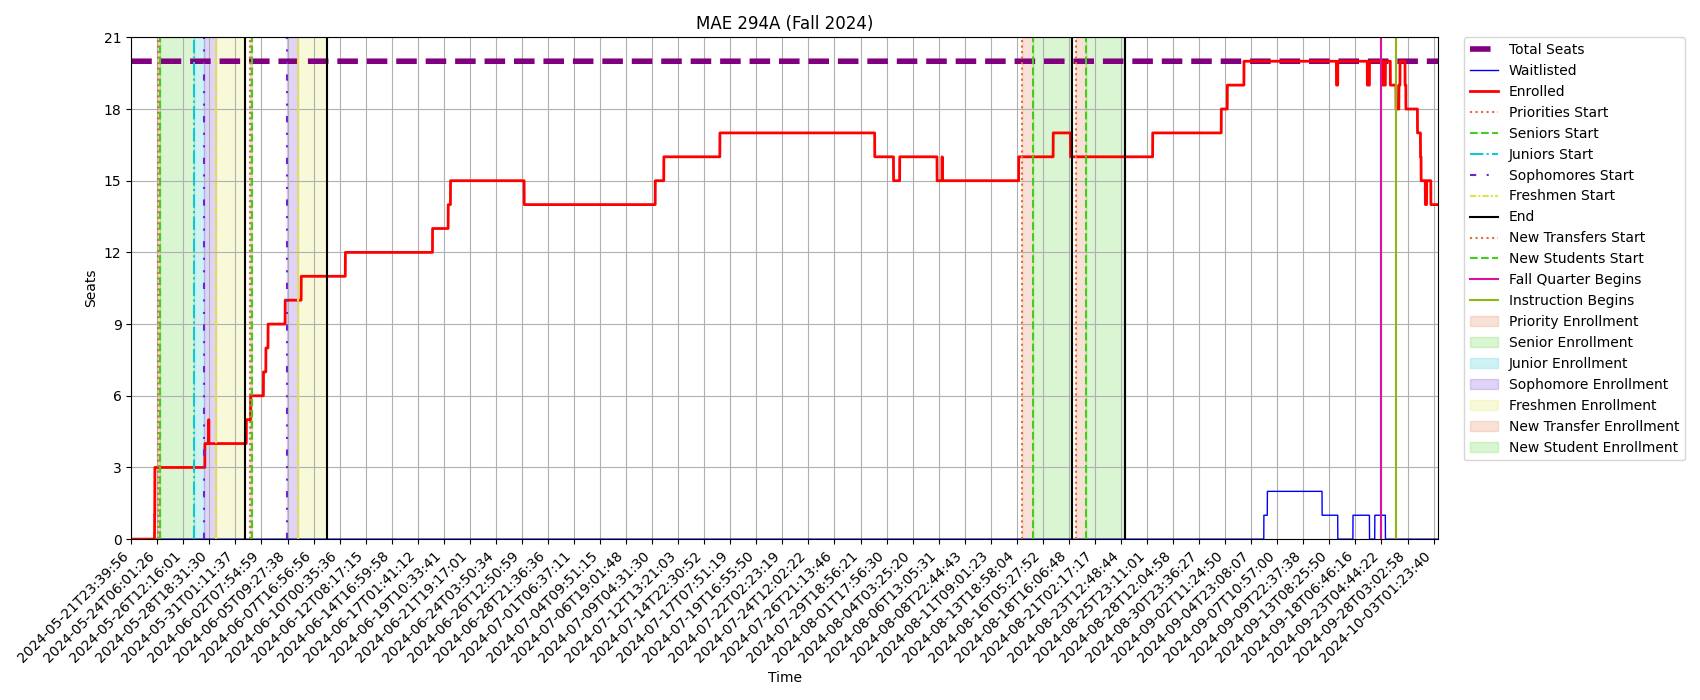 MAE 294A (Fall 2024)
21
18
15
12
9
6
3
0
Seats
2024-05-21T23:39:56
2024-05-24T06:01:26
2024-05-26T12:16:01
2024-05-28T18:31:30
2024-05-31T01:11:37
2024-06-02T07:54:59
2024-06-05T09:27:38
2024-06-07T16:56:56
2024-06-10T00:35:36
2024-06-12T08:17:15
2024-06-14T16:59:58
2024-06-17T01:41:12
2024-06-19T10:33:41
2024-06-21T19:17:01
2024-06-24T03:50:34
2024-06-26T12:50:59
2024-06-28T21:36:36
2024-07-01T06:37:11
2024-07-04T09:51:15
2024-07-06T19:01:48
2024-07-09T04:31:30
2024-07-12T13:21:03
2024-07-14T22:30:52
2024-07-17T07:51:19
2024-07-19T16:55:50
2024-07-22T02:23:19
2024-07-24T12:02:22
2024-07-26T21:13:46
2024-07-29T18:56:21
2024-08-01T17:56:30
2024-08-04T03:25:20
2024-08-06T13:05:31
2024-08-08T22:44:43
2024-08-11T09:01:23
2024-08-13T18:58:04
2024-08-16T05:27:52
2024-08-18T16:06:48
2024-08-21T02:17:17
2024-08-23T12:48:44
2024-08-25T23:11:01
2024-08-28T12:04:58
2024-08-30T23:36:27
2024-09-02T11:24:50
2024-09-04T23:08:07
2024-09-07T10:57:00
2024-09-09T22:37:38
2024-09-13T08:25:50
2024-09-18T06:46:16
2024-09-23T04:44:22
2024-09-28T03:02:58
2024-10-03T01:23:40
Time
Total Seats
Waitlisted
Enrolled
Priorities Start
Seniors Start
Juniors Start
Sophomores Start
Freshmen Start
End
New Transfers Start
New Students Start
Fall Quarter Begins
Instruction Begins
Priority Enrollment
Senior Enrollment
Junior Enrollment
Sophomore Enrollment
Freshmen Enrollment
New Transfer Enrollment
New Student Enrollment